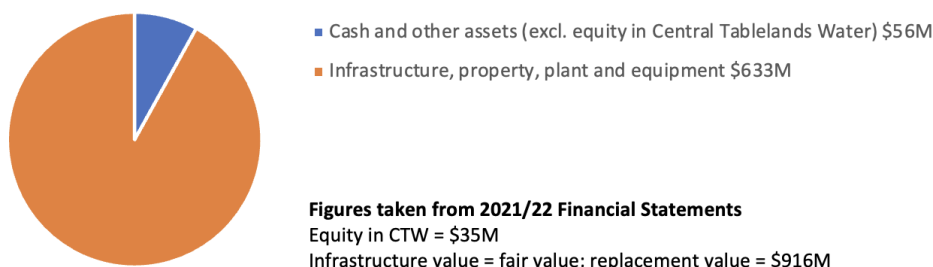 Cash and other assets (excl. equity in Central Tablelands Water) $56M
Infrastructure, property, plant and equipment $633M
Figures taken from 2021/22 Financial Statements
Equity in CTW = $35M
Infrastructure value = fair value; replacement value = $916M